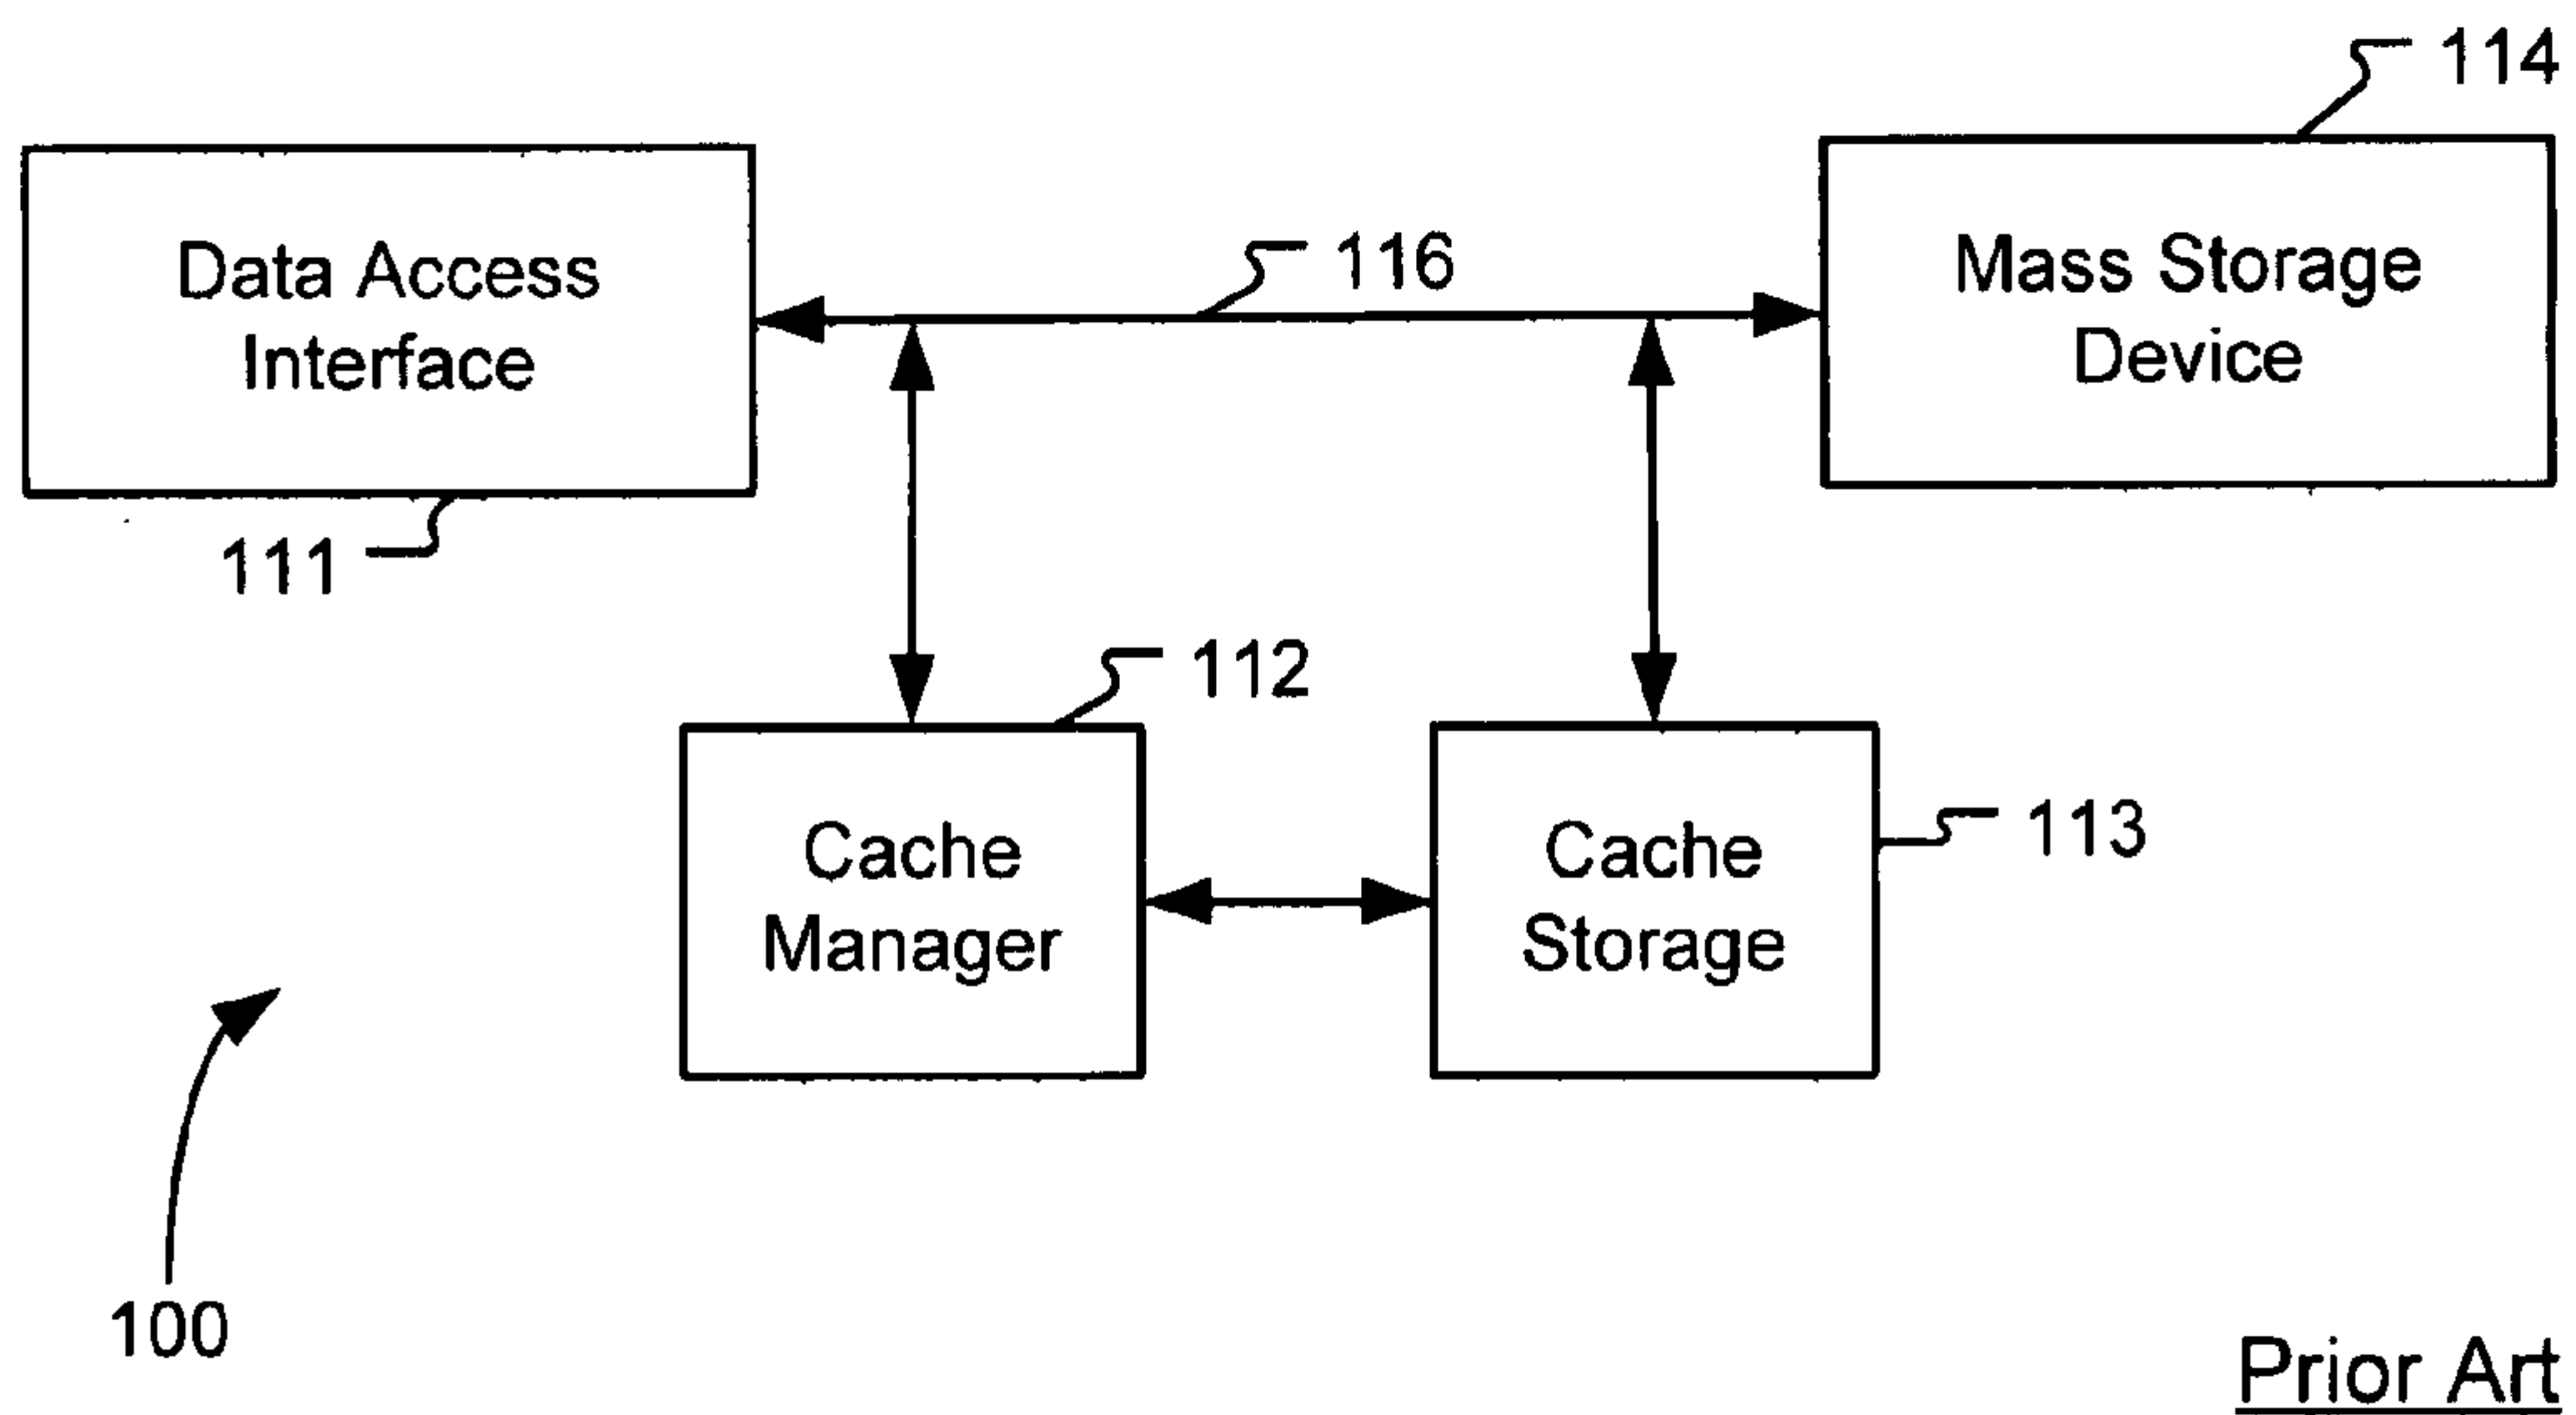 114
Data Access
Interface
116
Mass Storage
Device
111
112
Cache
Manager
Cache
Storage
113
100
Prior Art